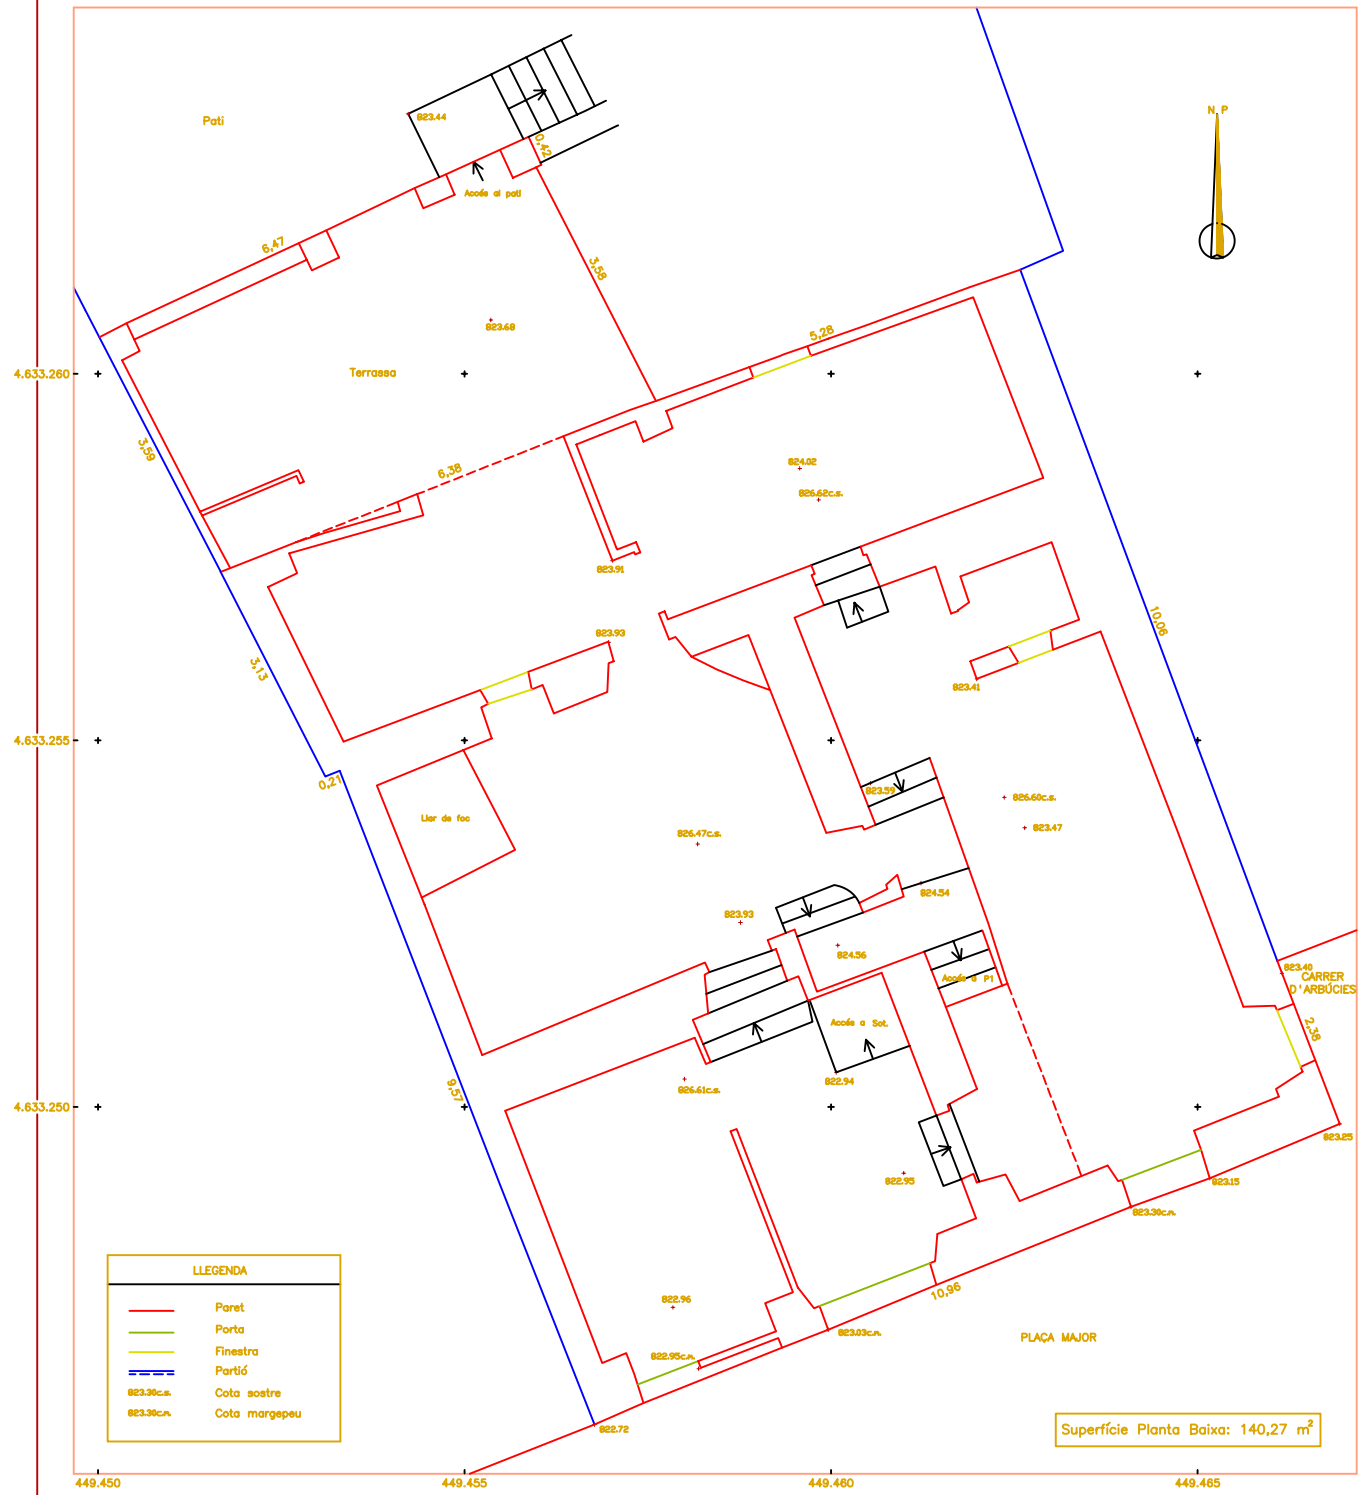 Pati
823.44
N.P
0,42
Accés al pati
6,47
3,58
823.68
5,28
4.633.260
Terrassa
3,59
6,38
824.02
826.62c.s.
823.91
10,06
823.93
3,13
823.41
4.633.255
0,21
823.59
826.60c.s.
Llar de foc
823.47
826.47c.s.
824.54
823.93
824.56
823.40
CARRER
D'ARBÚCIES
Accés a P1
Accés a Sot.
2,38
822.94
826.61c.s.
9,57
4.633.250
823.25
822.95
823.15
823.30c.m.
LLEGENDA
Paret
Porta
Finestra
Partió
823.30c.s. Cota sostre
823.30c.m. Cota margepeu
10,96
822.96
823.03c.m.
PLAÇA MAJOR
822.95c.m.
822.72
Superfície Planta Baixa: 140,27 m²
449.450
449.455
449.460
449.465